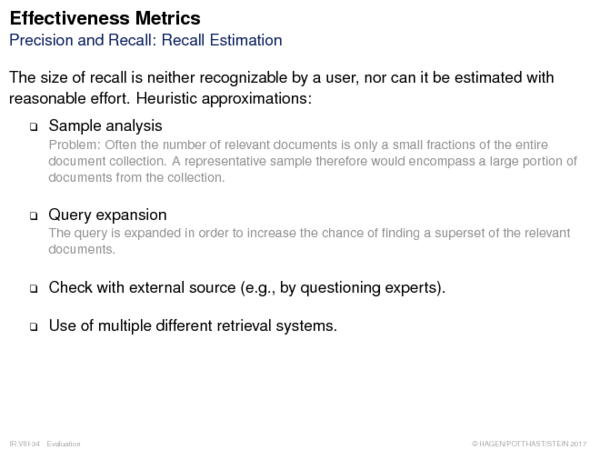 Effectiveness Metrics
Precision and Recall: Recall Estimation
The size of recall is neither recognizable by a user, nor can it be estimated with
reasonable effort. Heuristic approximations:
❑ Sample analysis
Problem: Often the number of relevant documents is only a small fractions of the entire
document collection. A representative sample therefore would encompass a large portion of
documents from the collection.
❑ Query expansion
The query is expanded in order to increase the chance of finding a superset of the relevant
documents.
❑ Check with external source (e.g., by questioning experts).
❑ Use of multiple different retrieval systems.
IR:VIII-34 Evaluation © HAGEN/POTTHAST/STEIN 2017